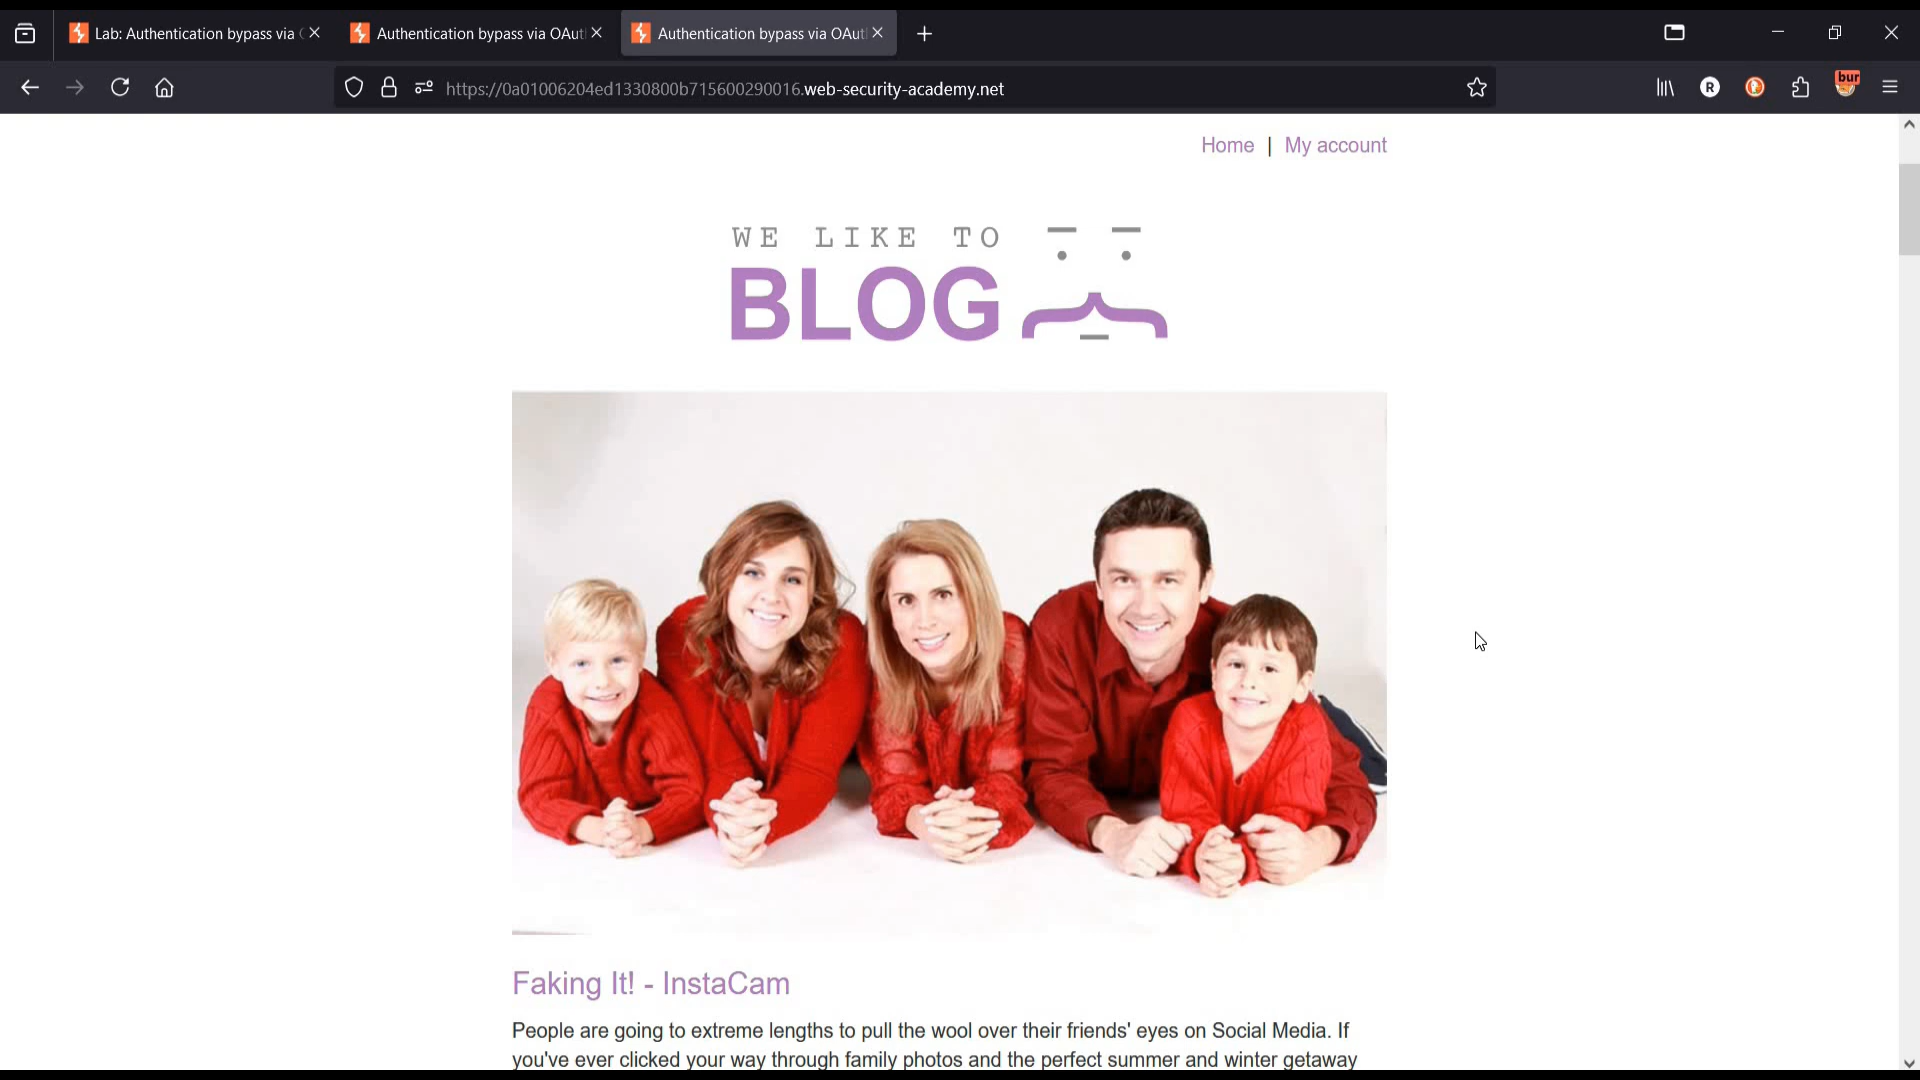 Lab: Authentication bypass via
Authentication bypass via OAut
Authentication bypass via OAut
https://0a01006204ed1330800b715600290016.web-security-academy.net
R
bur
Home | My account
WE LIKE TO
BLOG
Faking It! - InstaCam
People are going to extreme lengths to pull the wool over their friends' eyes on Social Media. If
you've ever clicked your way through family photos and the perfect summer and winter getaway